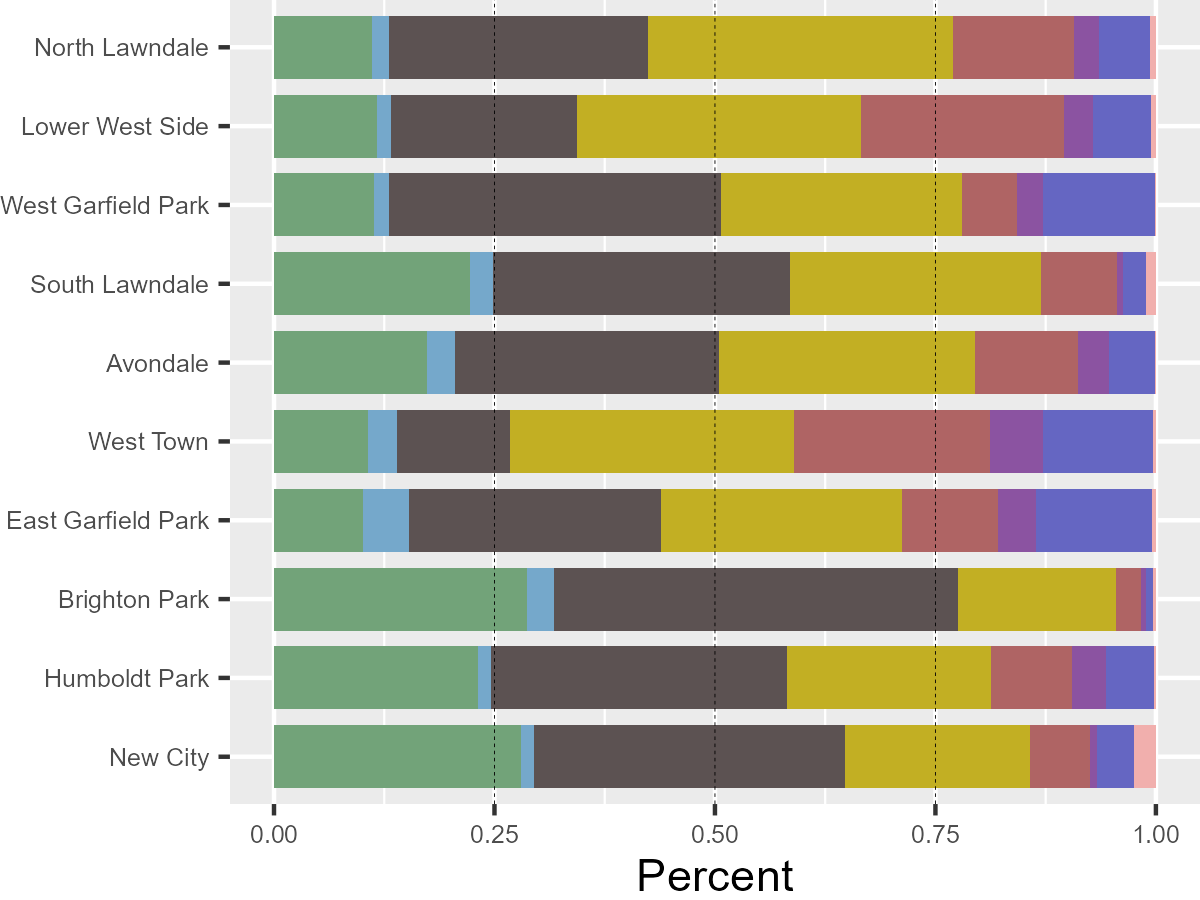 North Lawndale
Lower West Side
West Garfield Park
South Lawndale
Avondale
West Town
East Garfield Park
Brighton Park
Humboldt Park
New City
0.00 0.25 0.50 0.75 1.00
Percent